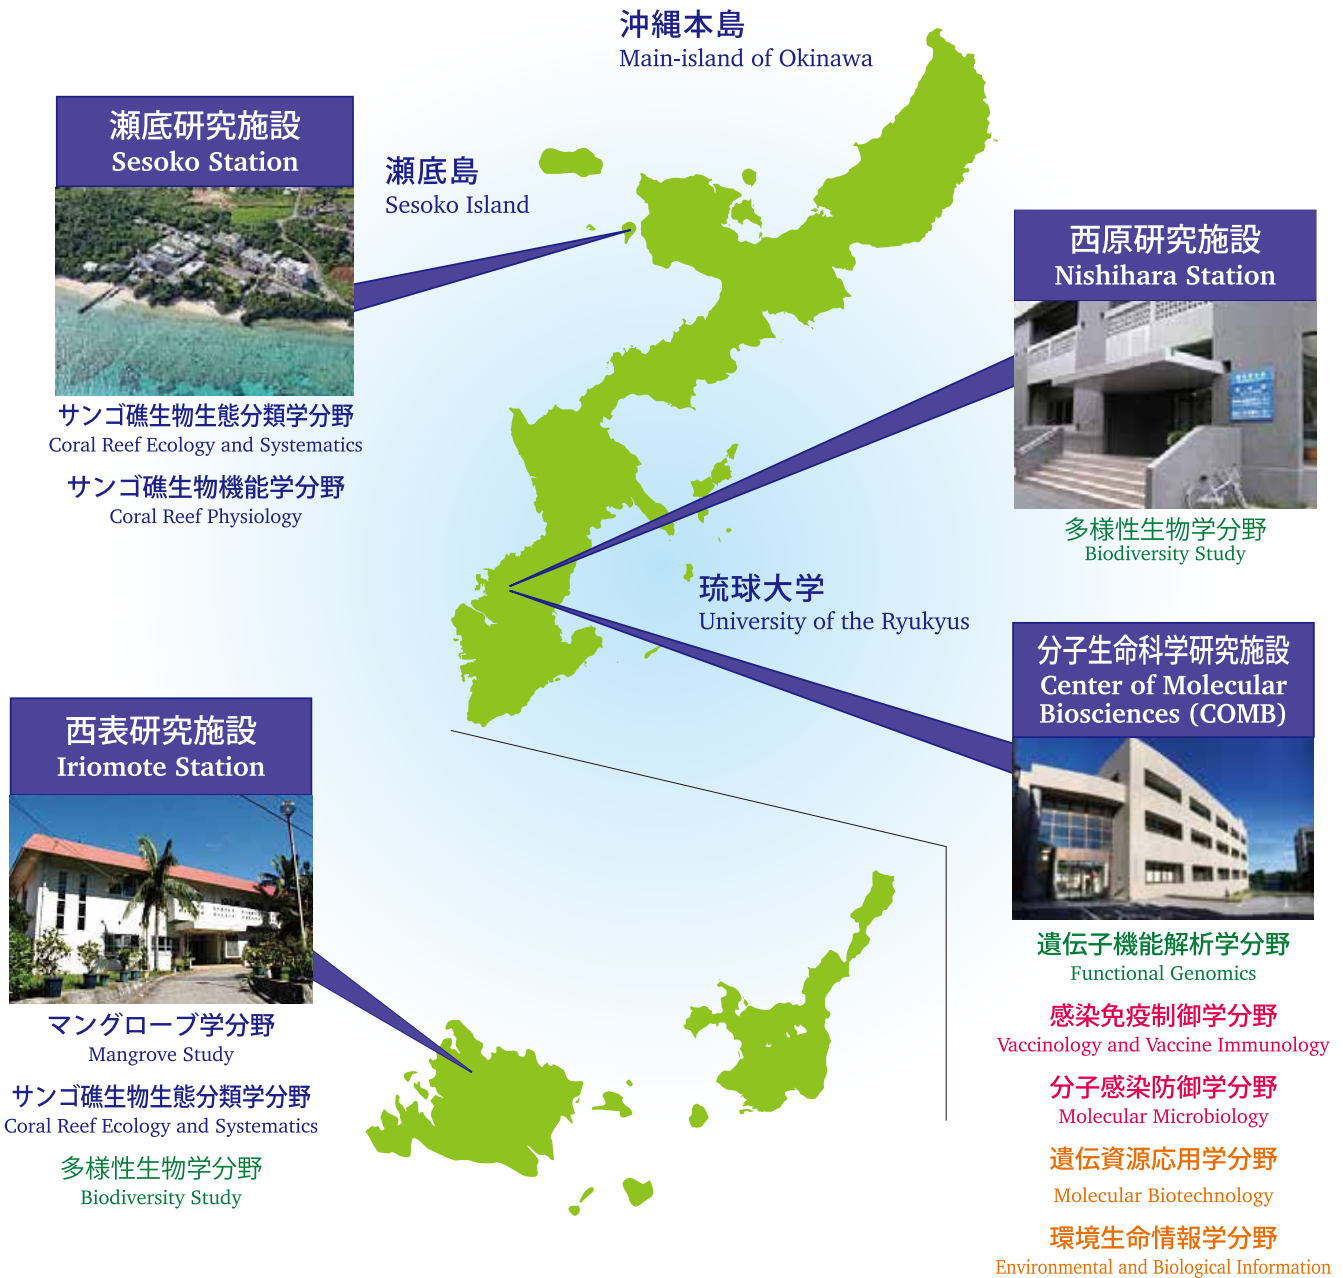 沖縄本島
Main-island of Okinawa
瀬底研究施設
Sesoko Station
瀬底島
Sesoko Island
サンゴ礁生物生態分類学分野
Coral Reef Ecology and Systematics
サンゴ礁生物機能学分野
Coral Reef Physiology
西原研究施設
Nishihara Station
多様性生物学分野
Biodiversity Study
琉球大学
University of the Ryukyus
分子生命科学研究施設
Center of Molecular
Biosciences (COMB)
遺伝子機能解析学分野
Functional Genomics
感染免疫制御学分野
Vaccinology and Vaccine Immunology
分子感染防御学分野
Molecular Microbiology
遺伝資源応用学分野
Molecular Biotechnology
環境生命情報学分野
Environmental and Biological Information
西表研究施設
Iriomote Station
マングローブ学分野
Mangrove Study
サンゴ礁生物生態分類学分野
Coral Reef Ecology and Systematics
多様性生物学分野
Biodiversity Study